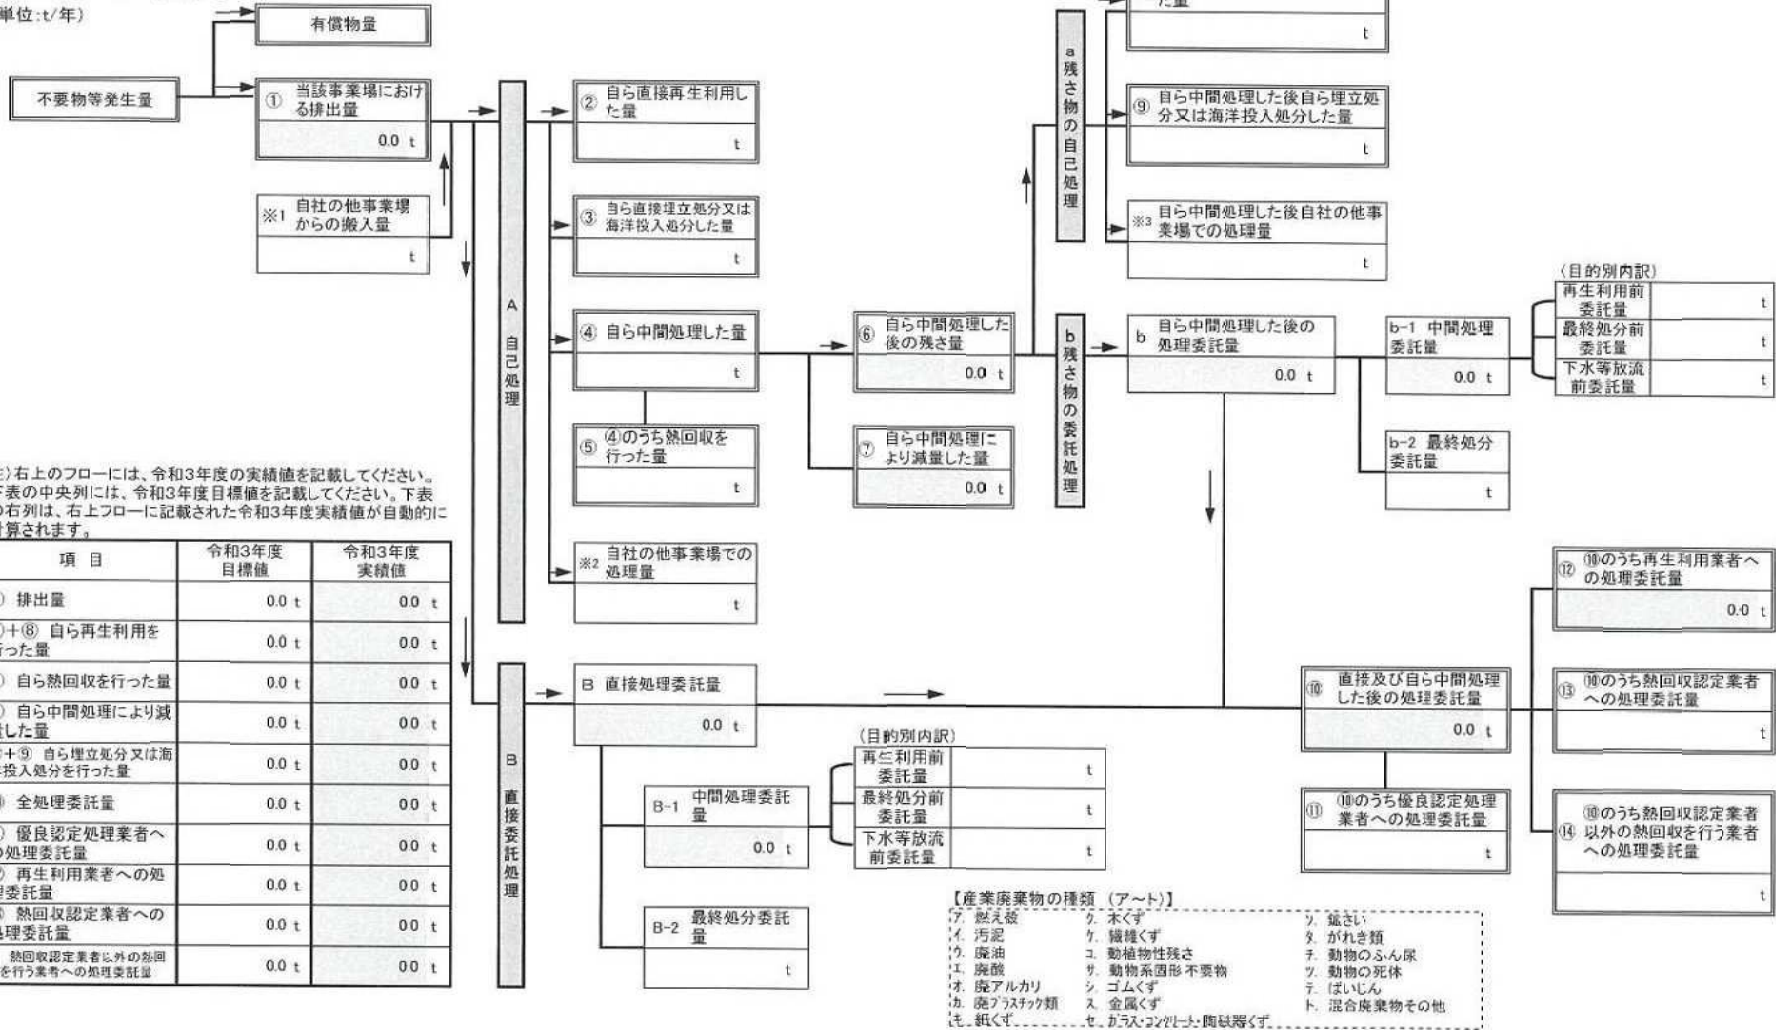 単位:t/年)
有償物量
不要物等発生量
① 当該事業場におけ
る排出量
0.0 t
※1 自社の他事業場
からの搬入量
t
A 自己処理
② 自ら直接再生利用し
た量
t
③ 自ら直接埋立処分又は
海洋投入処分した量
t
④ 自ら中間処理した量
t
⑤ ④のうち熱回収を
行った量
t
※2 自社の他事業場での
処理量
t
⑥ 自ら中間処理した
後の残さ量
0.0 t
⑦ 自ら中間処理に
より減量した量
0.0 t
a 残さ物の自己処理
た量
t
⑨ 自ら中間処理した後自ら埋立処
分又は海洋投入処分した量
t
※3 自ら中間処理した後自社の他事
業場での処理量
t
b 残さ物の委託処理
b 自ら中間処理した後の
処理委託量
0.0 t
b-1 中間処理
委託量
0.0 t
(目的別内訳)
再生利用前
委託量 t
最終処分前
委託量 t
下水等放流
前委託量 t
b-2 最終処分
委託量
t
)右上のフローには、令和3年度の実績値を記載してください。
下表の中央列には、令和3年度目標値を記載してください。下表
の右列は、右上フローに記載された令和3年度実績値が自動的に
計算されます。
項 目 令和3年度
目標値 令和3年度
実績値
排出量 0.0 t 00 t
+⑧ 自ら再生利用を
行った量 0.0 t 00 t
自ら熱回収を行った量 0.0 t 00 t
自ら中間処理により減
量した量 0.0 t 00 t
+⑨ 自ら埋立処分又は海
洋投入処分を行った量 0.0 t 00 t
全処理委託量 0.0 t 00 t
優良認定処理業者へ
の処理委託量 0.0 t 00 t
再生利用業者への処
理委託量 0.0 t 00 t
熱回収認定業者への
処理委託量 0.0 t 00 t
熱回収認定業者以外の熱回
を行う業者への処理委託量 0.0 t 00 t
B 直接委託処理
B 直接処理委託量
0.0 t
B-1 中間処理委託
量
0.0 t
(目的別内訳)
再生利用前
委託量 t
最終処分前
委託量 t
下水等放流
前委託量 t
B-2 最終処分委託
量
t
⑩ 直接及び自ら中間処理
した後の処理委託量
0.0 t
⑪ ⑩のうち優良認定処理
業者への処理委託量
t
⑫ ⑩のうち再生利用業者へ
の処理委託量
0.0 t
⑬ ⑩のうち熱回収認定業者
への処理委託量
t
⑭ ⑩のうち熱回収認定業者
以外の熱回収を行う業者
への処理委託量
t
【産業廃棄物の種類 (ア~ト)】
ア. 燃え殻 ク. 木くず ソ. 鉱さい
イ. 汚泥 ケ. 繊維くず タ. がれき類
ウ. 廃油 コ. 動植物性残さ チ. 動物のふん尿
エ. 廃酸 サ. 動物系固形不要物 ツ. 動物の死体
オ. 廃アルカリ シ. ゴムくず テ. ばいじん
カ. 廃プラスチック類 ス. 金属くず ト. 混合廃棄物その他
キ. 紙くず セ. ガラス・コンクリート・陶磁器くず